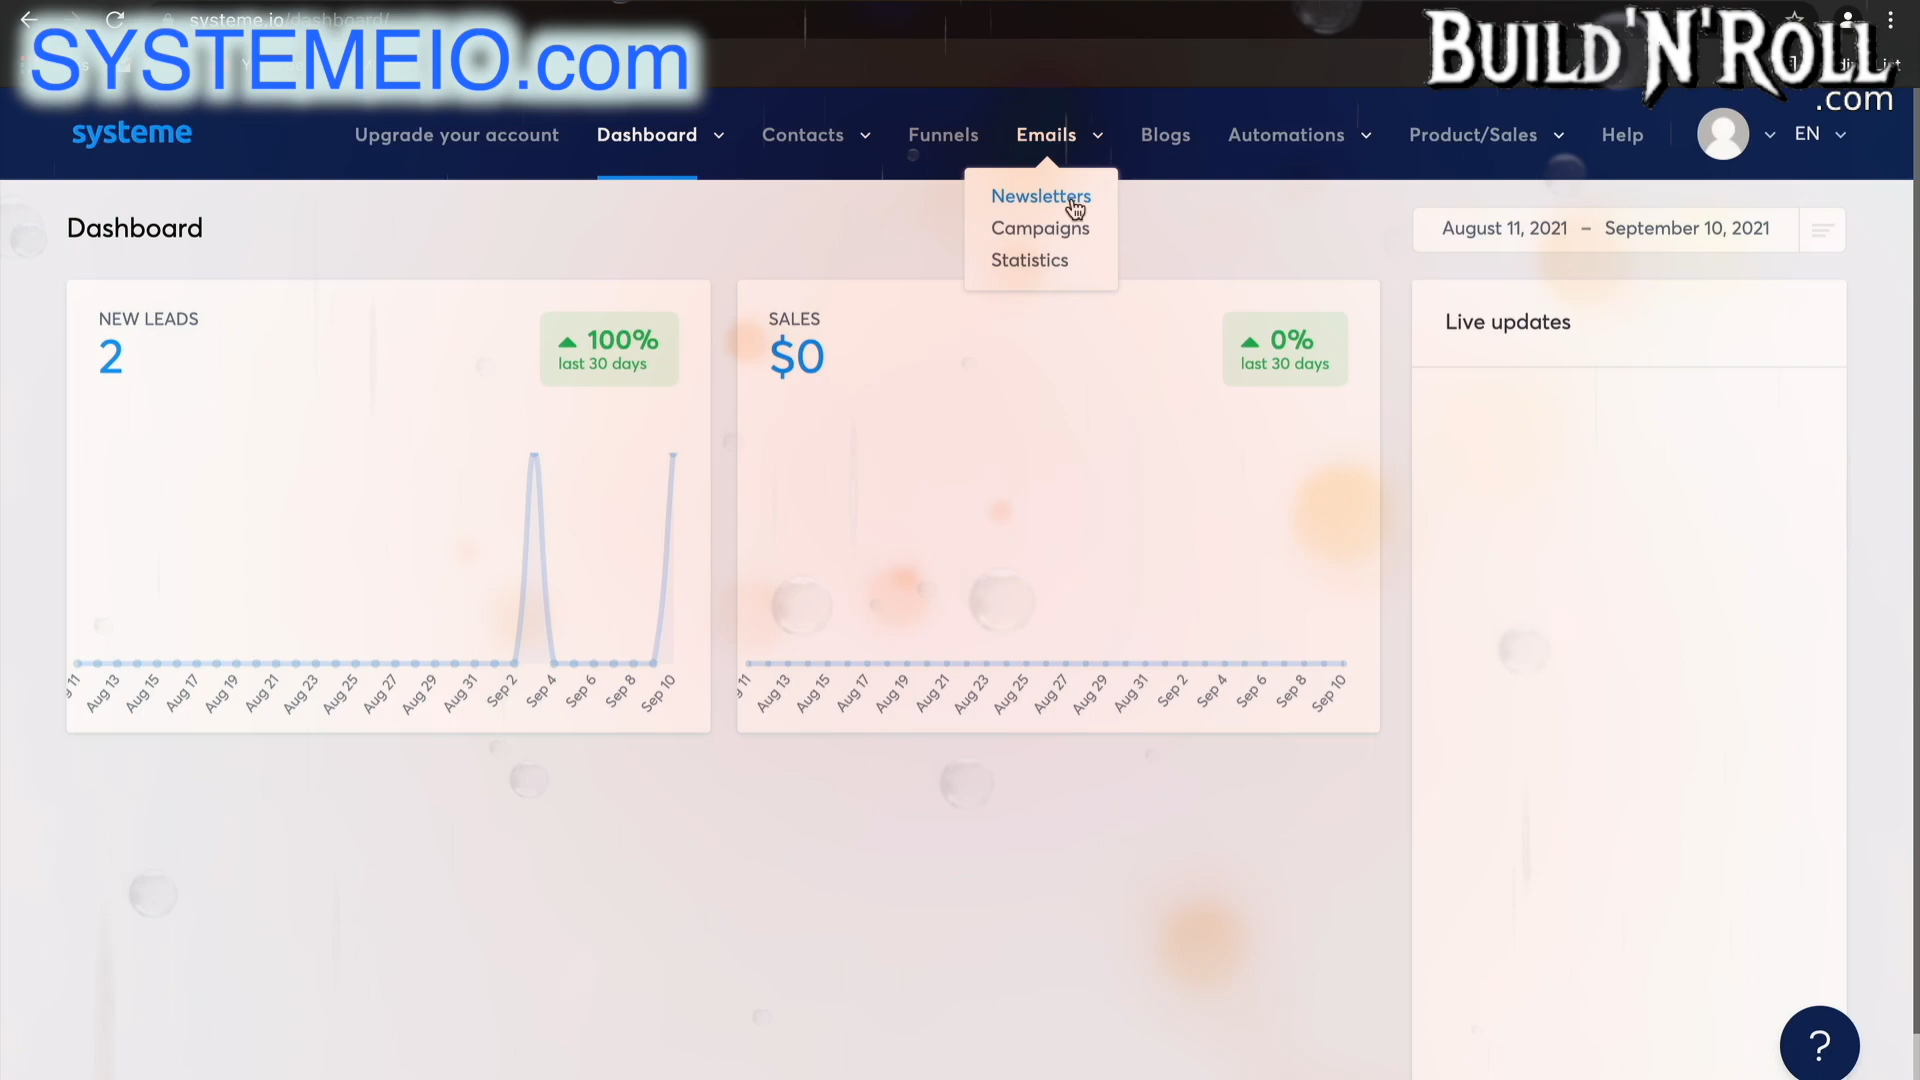 systeme.io/dashboard/
SYSTEMEIO.com
BUILD 'N' ROLL
.com
systeme
Upgrade your account
Dashboard
Contacts
Funnels
Emails
Blogs
Automations
Product/Sales
Help
EN
Newsletters
Campaigns
Statistics
Dashboard
August 11, 2021 – September 10, 2021
NEW LEADS
2
100%
last 30 days
SALES
$0
0%
last 30 days
Live updates
11 Aug 13 Aug 15 Aug 17 Aug 19 Aug 21 Aug 23 Aug 25 Aug 27 Aug 29 Aug 31 Sep 2 Sep 4 Sep 6 Sep 8 Sep 10
11 Aug 13 Aug 15 Aug 17 Aug 19 Aug 21 Aug 23 Aug 25 Aug 27 Aug 29 Aug 31 Sep 2 Sep 4 Sep 6 Sep 8 Sep 10
?